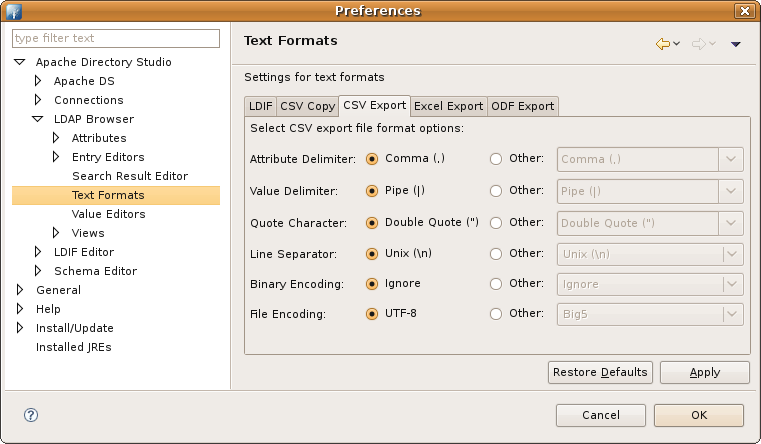 Preferences
type filter text
Apache Directory Studio
Apache DS
Connections
LDAP Browser
Attributes
Entry Editors
Search Result Editor
Text Formats
Value Editors
Views
LDIF Editor
Schema Editor
General
Help
Install/Update
Installed JREs
Text Formats
Settings for text formats
LDIF CSV Copy CSV Export Excel Export ODF Export
Select CSV export file format options:
Attribute Delimiter: Comma (,) Other: Comma (,)
Value Delimiter: Pipe (|) Other: Pipe (|)
Quote Character: Double Quote (") Other: Double Quote (")
Line Separator: Unix (\n) Other: Unix (\n)
Binary Encoding: Ignore Other: Ignore
File Encoding: UTF-8 Other: Big5
Restore Defaults Apply
? Cancel OK